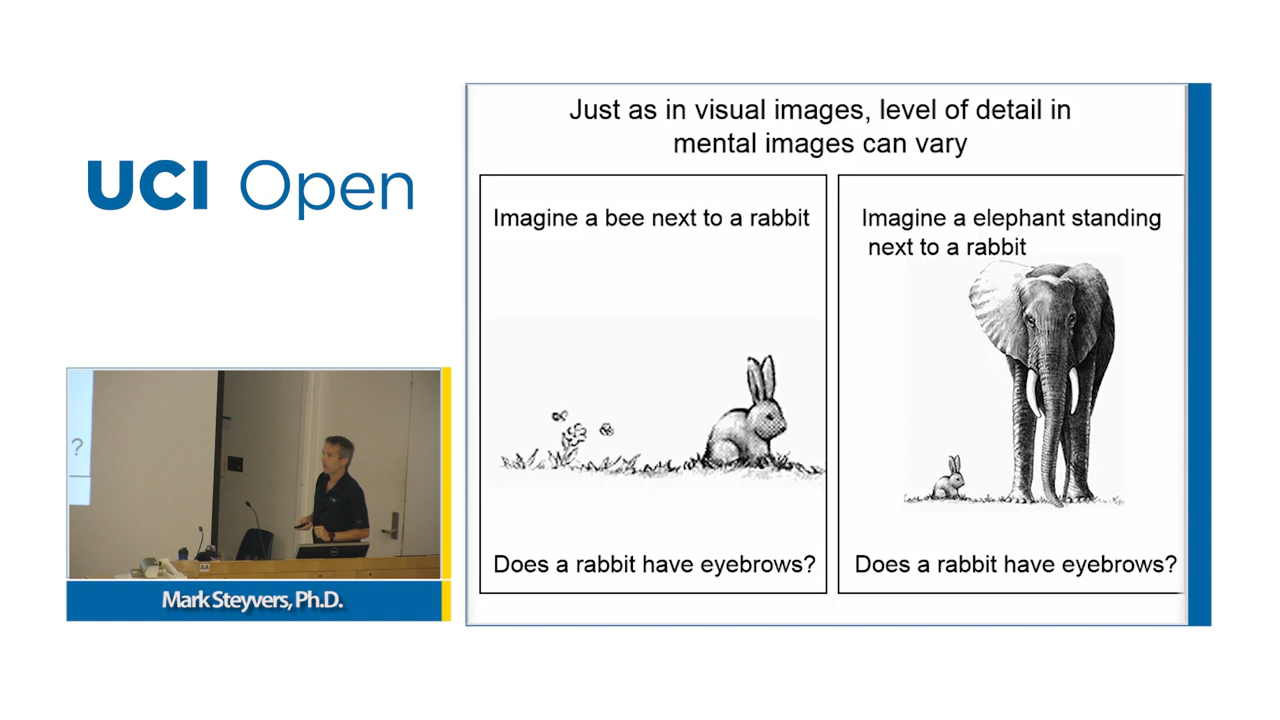 UCI Open
Just as in visual images, level of detail in
mental images can vary
Imagine a bee next to a rabbit
Does a rabbit have eyebrows?
Imagine a elephant standing
next to a rabbit
Does a rabbit have eyebrows?
?
AA
Mark Steyvers, Ph.D.